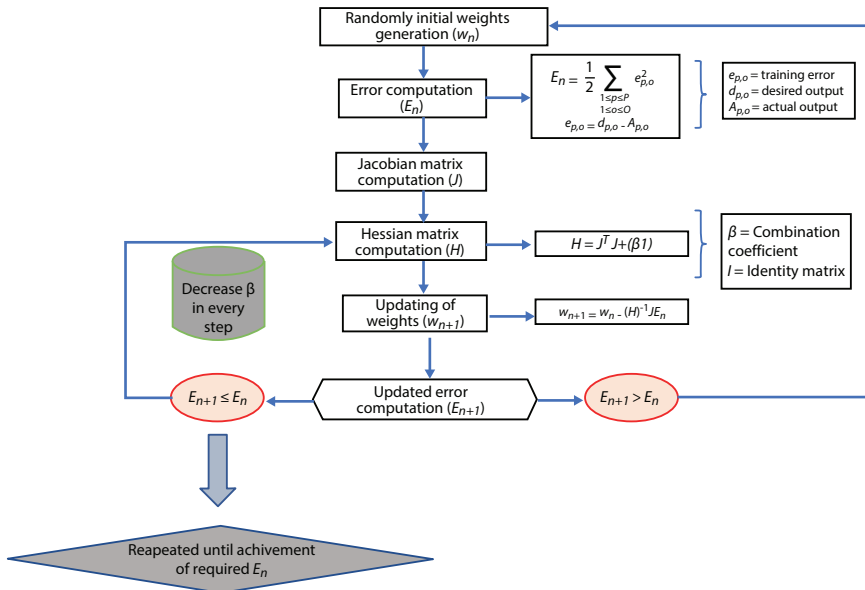 Randomly initial weights
generation (wₙ)
Error computation
(Eₙ)
Eₙ = 1/2 ∑ e²ₚ,ₒ
1≤p≤P
1≤o≤O
eₚ,ₒ = dₚ,ₒ - Aₚ,ₒ
eₚ,ₒ = training error
dₚ,ₒ = desired output
Aₚ,ₒ = actual output
Jacobian matrix
computation (J)
Hessian matrix
computation (H)
H = JᵀJ+(β1)
β = Combination
coefficient
I = Identity matrix
Decrease β
in every
step
Updating of
weights (wₙ₊₁)
wₙ₊₁ = wₙ - (H)⁻¹JEₙ
Eₙ₊₁ ≤ Eₙ
Updated error
computation (Eₙ₊₁)
Eₙ₊₁ > Eₙ
Reapeated until achivement
of required Eₙ